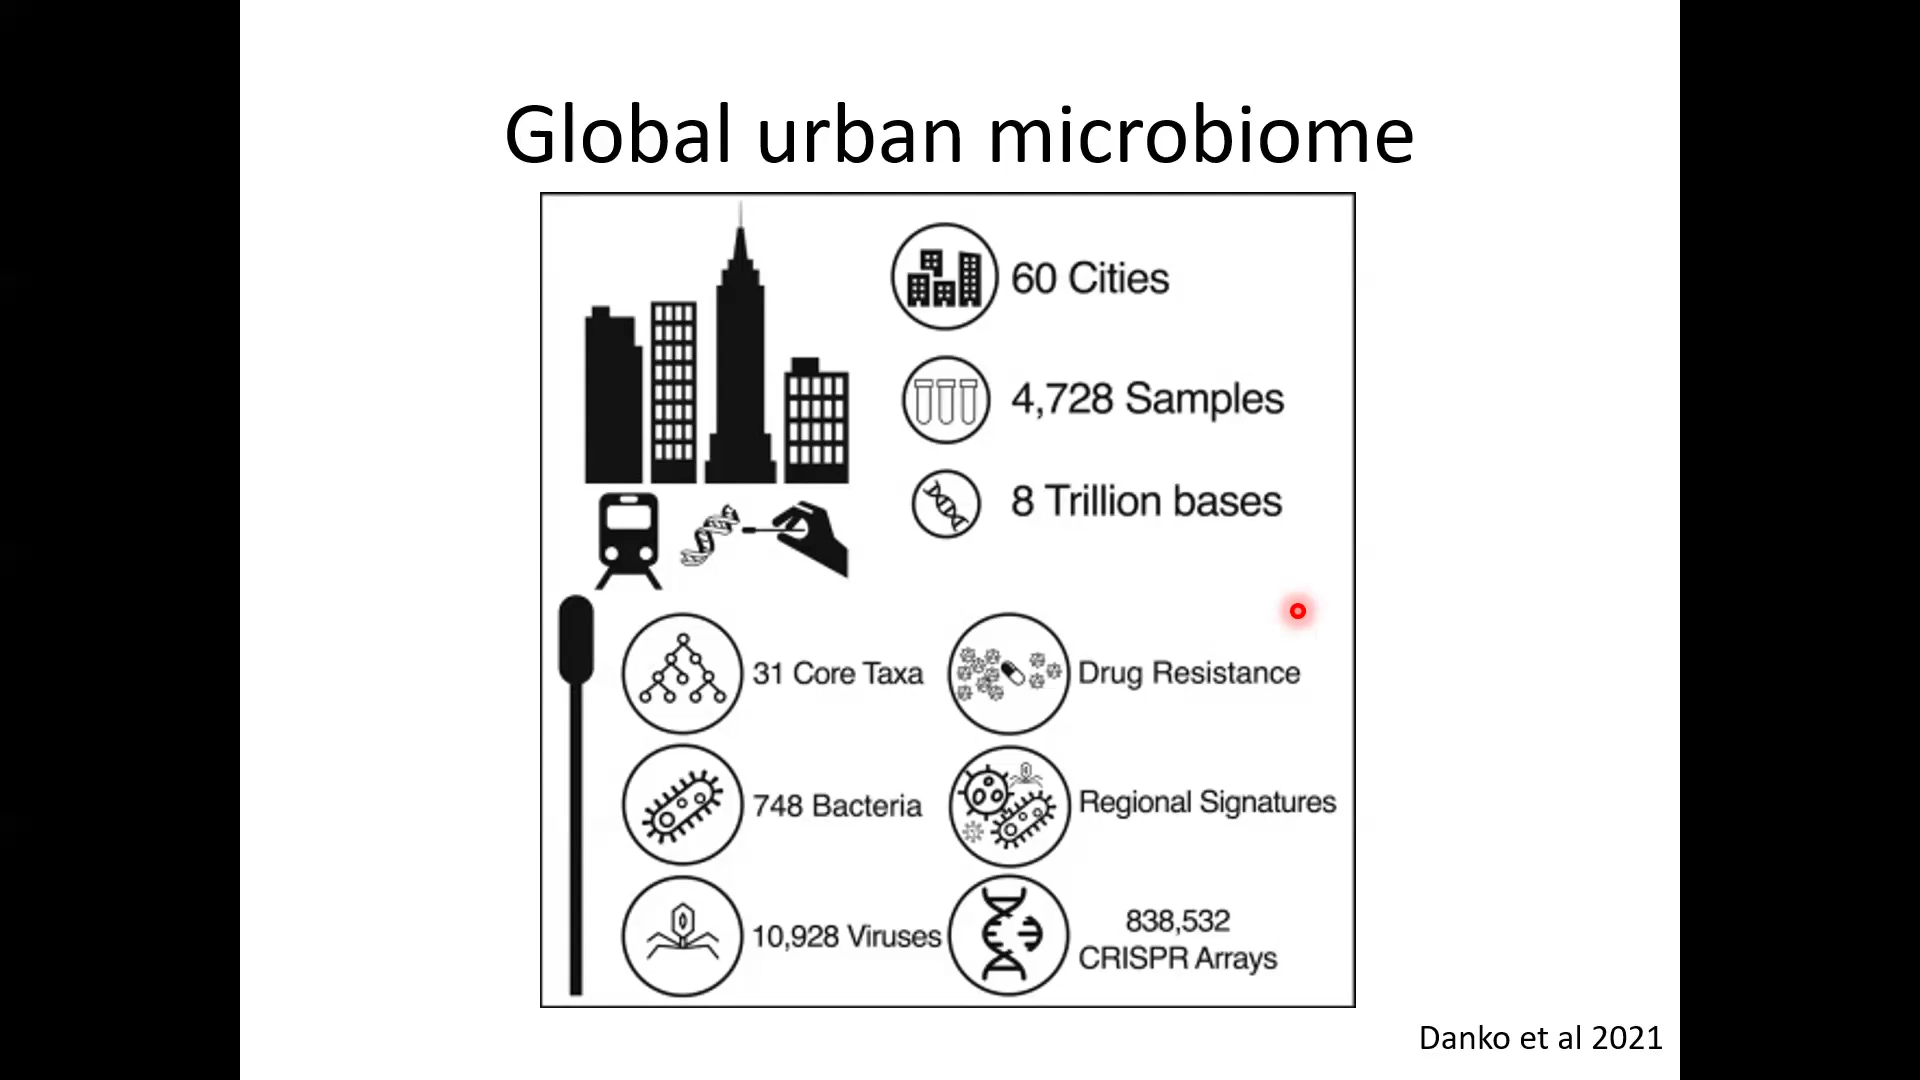 Global urban microbiome
60 Cities
4,728 Samples
8 Trillion bases
31 Core Taxa
Drug Resistance
748 Bacteria
Regional Signatures
10,928 Viruses
838,532
CRISPR Arrays
Danko et al 2021